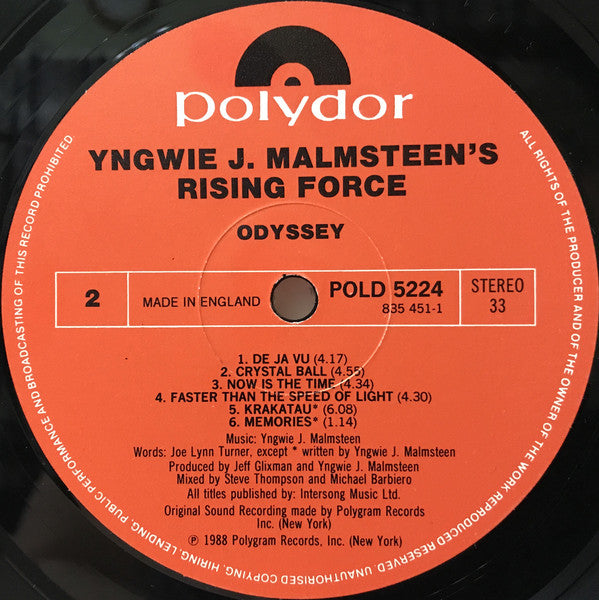 polydor
YNGWIE J. MALMSTEEN'S
RISING FORCE
ODYSSEY
2
MADE IN ENGLAND
POLD 5224
835 451-1
STEREO
33
1. DE JA VU (4.17)
2. CRYSTAL BALL (4.55)
3. NOW IS THE TIME (4.34)
4. FASTER THAN THE SPEED OF LIGHT (4.30)
5. KRAKATAU* (6.08)
6. MEMORIES* (1.14)
Music: Yngwie J. Malmsteen
Words: Joe Lynn Turner, except * written by Yngwie J. Malmsteen
Produced by Jeff Glixman and Yngwie J. Malmsteen
Mixed by Steve Thompson and Michael Barbiero
All titles published by: Intersong Music Ltd.
Original Sound Recording made by Polygram Records
Inc. (New York)
℗ 1988 Polygram Records, Inc. (New York)
ALL RIGHTS OF THE PRODUCER AND OF THE OWNER OF THE WORK REPRODUCED RESERVED. UNAUTHORISED COPYING, HIRING, LENDING, PUBLIC PERFORMANCE AND BROADCASTING OF THIS RECORD PROHIBITED